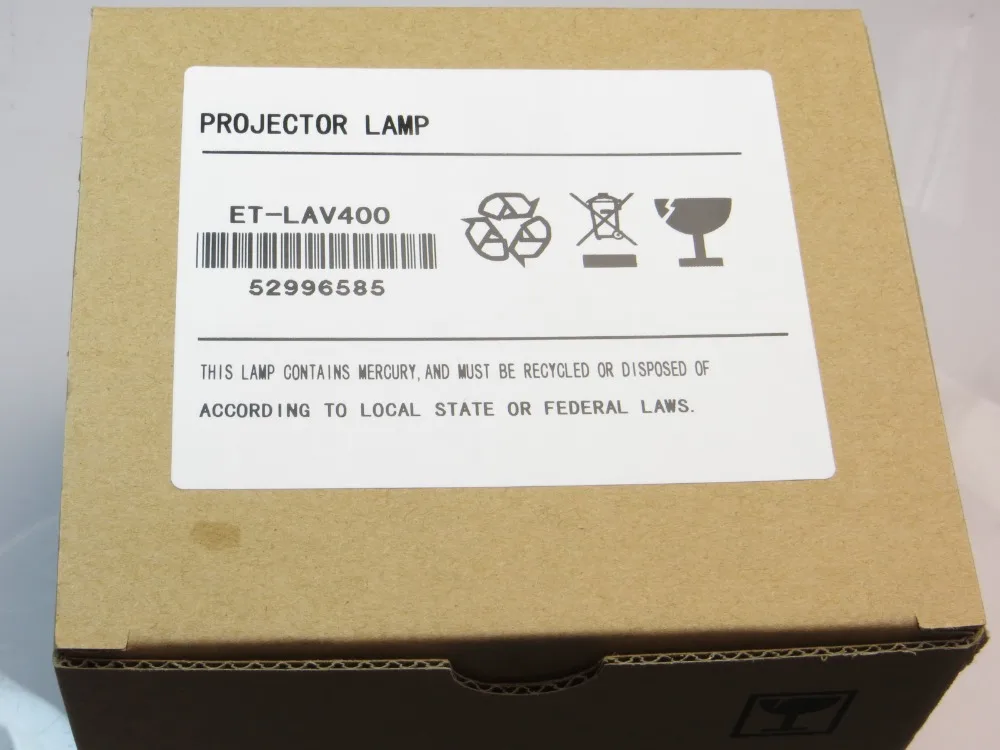 PROJECTOR LAMP
ET-LAV400
52996585
THIS LAMP CONTAINS MERCURY, AND MUST BE RECYCLED OR DISPOSED OF
ACCORDING TO LOCAL STATE OR FEDERAL LAWS.